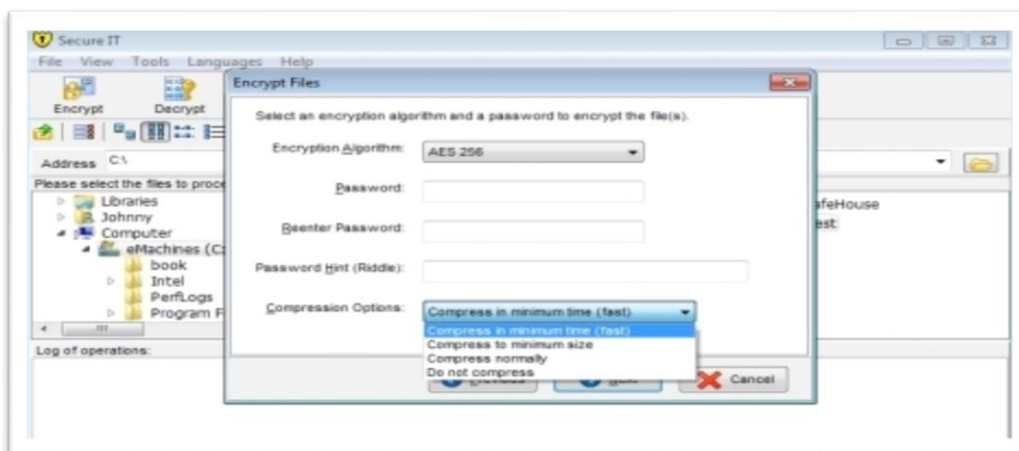 Secure IT
File View Tools Languages Help
Encrypt Decrypt
Address C:\
Please select the files to proce
Libraries
Johnny
Computer
eMachines (C:
book
Intel
PerfLogs
Program F
Log of operations:
afeHouse
est
Encrypt Files
Select an encryption algorithm and a password to encrypt the file(s).
Encryption Algorithm: AES 256
Password:
Reenter Password:
Password Hint (Riddle):
Compression Options: Compress in minimum time (fast)
Compress in minimum time (fast)
Compress to minimum size
Compress normally
Do not compress
Cancel